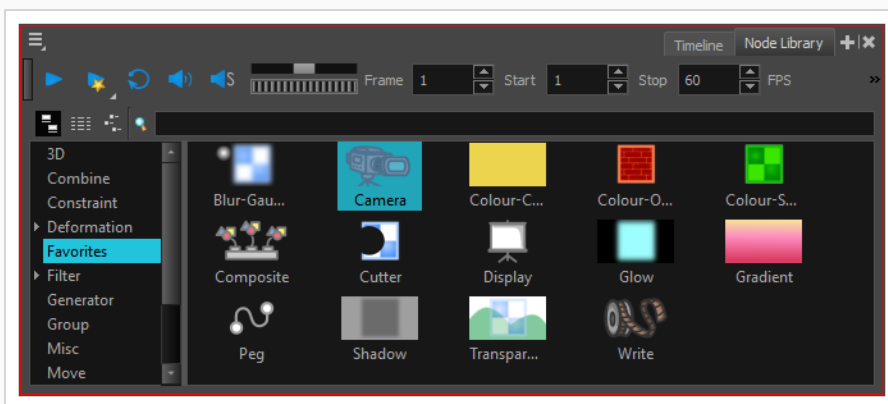 Timeline Node Library
S Frame 1 Start 1 Stop 60 FPS »
3D
Combine
Constraint
Deformation
Favorites
Filter
Generator
Group
Misc
Move
Blur-Gau... Camera Colour-C... Colour-O... Colour-S...
Composite Cutter Display Glow Gradient
Peg Shadow Transpar... Write